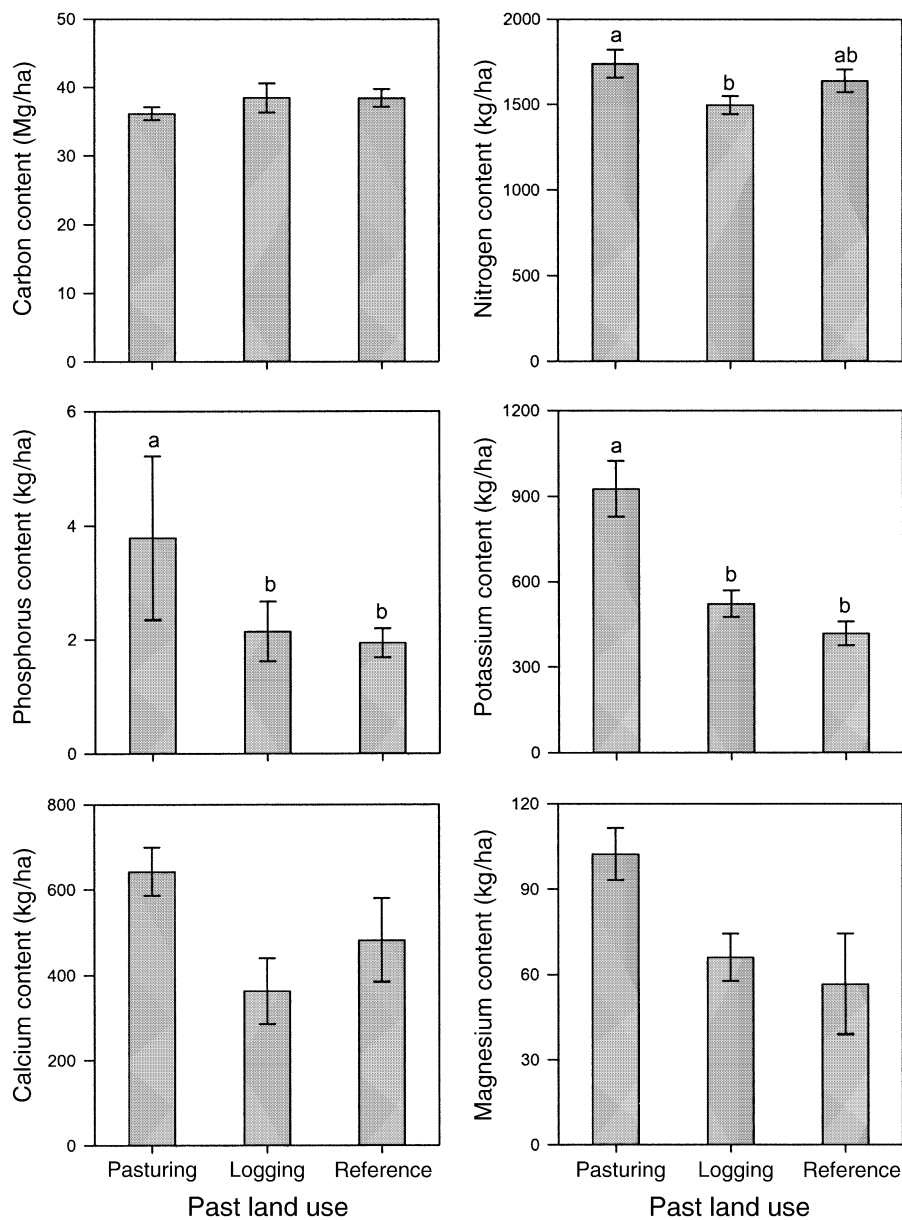 Carbon content (Mg/ha)
50
40
30
20
10
0
Nitrogen content (kg/ha)
2000
1500
1000
500
0
a
b
ab
Phosphorus content (kg/ha)
6
4
2
0
a
b
b
Potassium content (kg/ha)
1200
900
600
300
0
a
b
b
Calcium content (kg/ha)
800
600
400
200
0
Pasturing Logging Reference
Past land use
Magnesium content (kg/ha)
120
90
60
30
0
Pasturing Logging Reference
Past land use